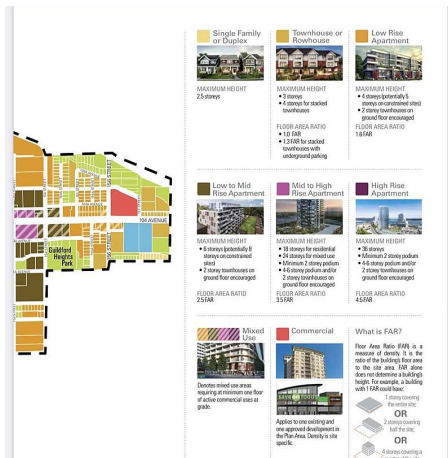 Single Family
or Duplex
MAXIMUM HEIGHT
2.5 storeys
Townhouse or
Rowhouse
MAXIMUM HEIGHT
• 3 storeys
• 4 storeys for stacked
townhouses
FLOOR AREA RATIO
• 1.0 FAR
• 1.3 FAR for stacked
townhouses with
underground parking
Low Rise
Apartment
MAXIMUM HEIGHT
• 4 storeys (potentially 5
storeys on constrained sites)
• 2 storey townhouses on
ground floor encouraged
FLOOR AREA RATIO
1.6 FAR
104 AVENUE
Guildford
Heights
Park
Low to Mid
Rise Apartment
MAXIMUM HEIGHT
• 6 storeys (potentially 8
storeys on constrained
sites)
• 2 storey townhouses on
ground floor encouraged
FLOOR AREA RATIO
2.5 FAR
Mid to High
Rise Apartment
MAXIMUM HEIGHT
• 18 storeys for residential
• 24 storeys for mixed use
• Minimum 2 storey podium
• 4-6 storey podium and/or
2 storey townhouses on
ground floor encouraged
FLOOR AREA RATIO
3.5 FAR
High Rise
Apartment
MAXIMUM HEIGHT
• 36 storeys
• Minimum 2 storey podium
• 4-6 storey podium and/or
2 storey townhouses on
ground floor encouraged
FLOOR AREA RATIO
4.5 FAR
Mixed
Use
Denotes mixed use areas
requiring at minimum one floor
of active commercial uses at
grade.
Commercial
save on foods
Applies to one existing and
one approved development in
the Plan Area. Density is site
specific.
What is FAR?
Floor Area Ratio (FAR) is a
measure of density. It is the
ratio of the building's floor area
to the site area. FAR alone
does not determine a building's
height. For example, a building
with 1 FAR could have:
1 storey covering
the entire site;
OR
2 storeys covering
half the site;
OR
4 storeys covering a